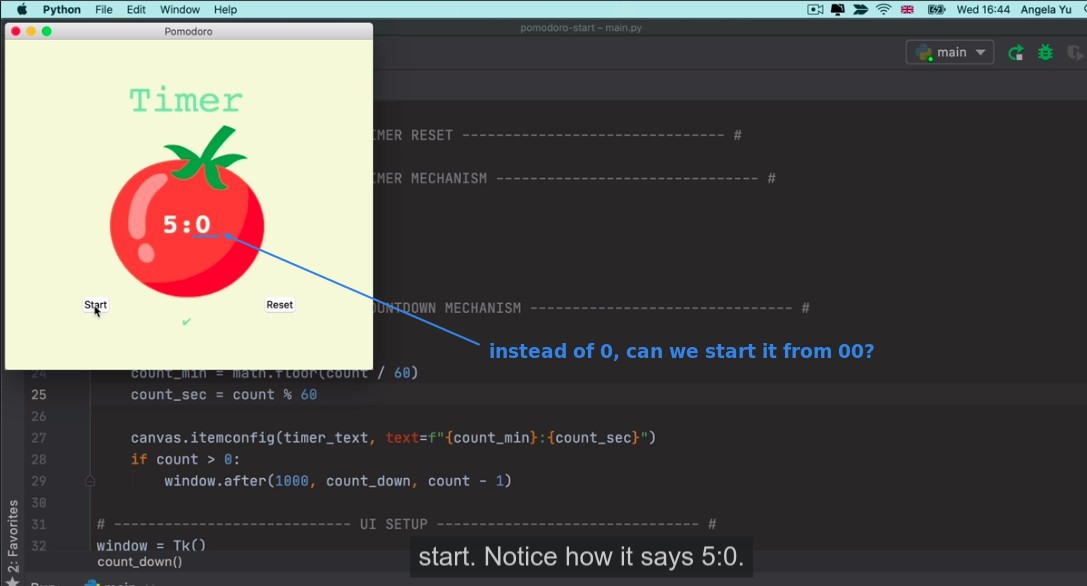 Python File Edit Window Help Wed 16:44 Angela Yu
Pomodoro
pomodoro-start – main.py
main
Timer
5:0
Start
Reset
✔
IMER RESET ------------------------------- #
IMER MECHANISM ------------------------------- #
OUNTDOWN MECHANISM ------------------------------- #
instead of 0, can we start it from 00?
24 count_min = math.floor(count / 60)
25 count_sec = count % 60
26
27 canvas.itemconfig(timer_text, text=f"{count_min}:{count_sec}")
28 if count > 0:
29 window.after(1000, count_down, count - 1)
30
31 # ---------------------------- UI SETUP ------------------------------- #
32 window = Tk()
count_down()
start. Notice how it says 5:0.
2: Favorites
Run main